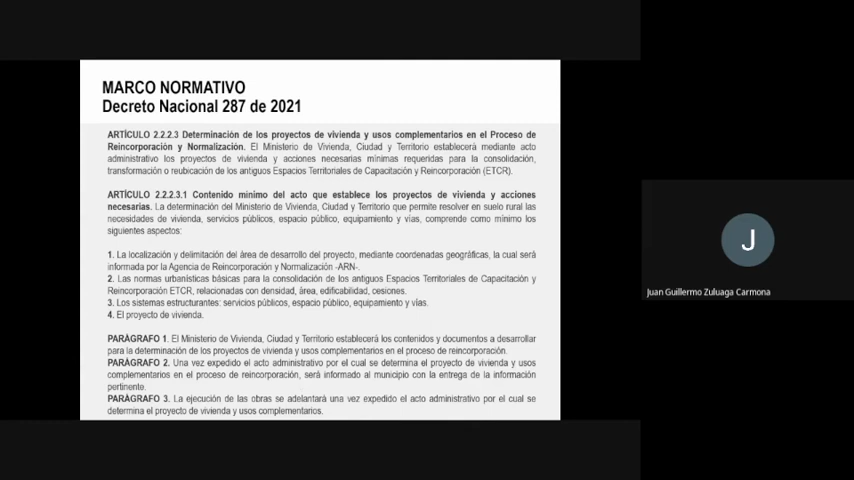 MARCO NORMATIVO
Decreto Nacional 287 de 2021
ARTÍCULO 2.2.2.3 Determinación de los proyectos de vivienda y usos complementarios en el Proceso de
Reincorporación y Normalización. El Ministerio de Vivienda, Ciudad y Territorio establecerá mediante acto
administrativo los proyectos de vivienda y acciones necesarias mínimas requeridas para la consolidación,
transformación o reubicación de los antiguos Espacios Territoriales de Capacitación y Reincorporación (ETCR).
ARTÍCULO 2.2.2.3.1 Contenido mínimo del acto que establece los proyectos de vivienda y acciones
necesarias. La determinación del Ministerio de Vivienda, Ciudad y Territorio que permite resolver en suelo rural las
necesidades de vivienda, servicios públicos, espacio público, equipamiento y vías, comprende como mínimo los
siguientes aspectos:
1. La localización y delimitación del área de desarrollo del proyecto, mediante coordenadas geográficas, la cual será
informada por la Agencia de Reincorporación y Normalización -ARN-.
2. Las normas urbanísticas básicas para la consolidación de los antiguos Espacios Territoriales de Capacitación y
Reincorporación ETCR, relacionadas con densidad, área, edificabilidad, cesiones.
3. Los sistemas estructurantes: servicios públicos, espacio público, equipamiento y vías.
4. El proyecto de vivienda.
PARÁGRAFO 1. El Ministerio de Vivienda, Ciudad y Territorio establecerá los contenidos y documentos a desarrollar
para la determinación de los proyectos de vivienda y usos complementarios en el proceso de reincorporación.
PARÁGRAFO 2. Una vez expedido el acto administrativo por el cual se determina el proyecto de vivienda y usos
complementarios en el proceso de reincorporación, será informado al municipio con la entrega de la información
pertinente.
PARÁGRAFO 3. La ejecución de las obras se adelantará una vez expedido el acto administrativo por el cual se
determina el proyecto de vivienda y usos complementarios.
J
Juan Guillermo Zuluaga Carmona